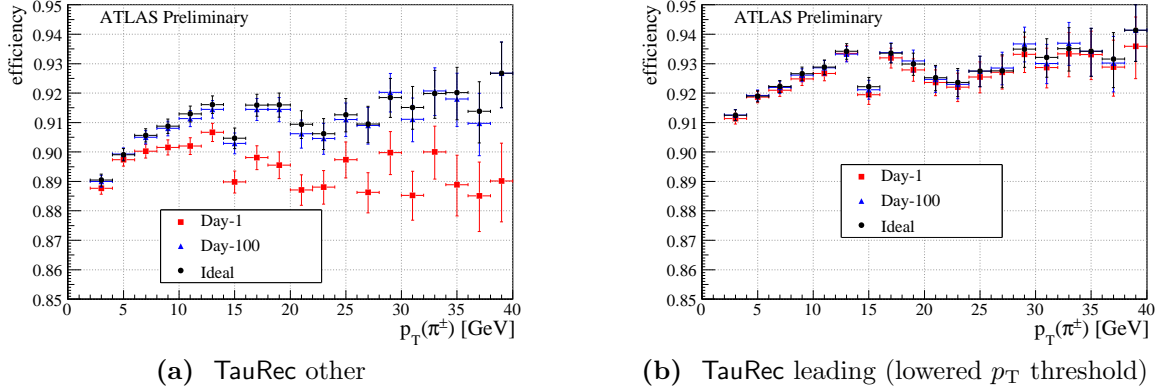 ATLAS Preliminary
efficiency
0.95
0.94
0.93
0.92
0.91
0.90
0.89
0.88
0.87
0.86
0.85
Day-1
Day-100
Ideal
0 5 10 15 20 25 30 35 40
p_T(π±) [GeV]
(a) TauRec other
ATLAS Preliminary
efficiency
0.95
0.94
0.93
0.92
0.91
0.90
0.89
0.88
0.87
0.86
0.85
Day-1
Day-100
Ideal
0 5 10 15 20 25 30 35 40
p_T(π±) [GeV]
(b) TauRec leading (lowered p_T threshold)